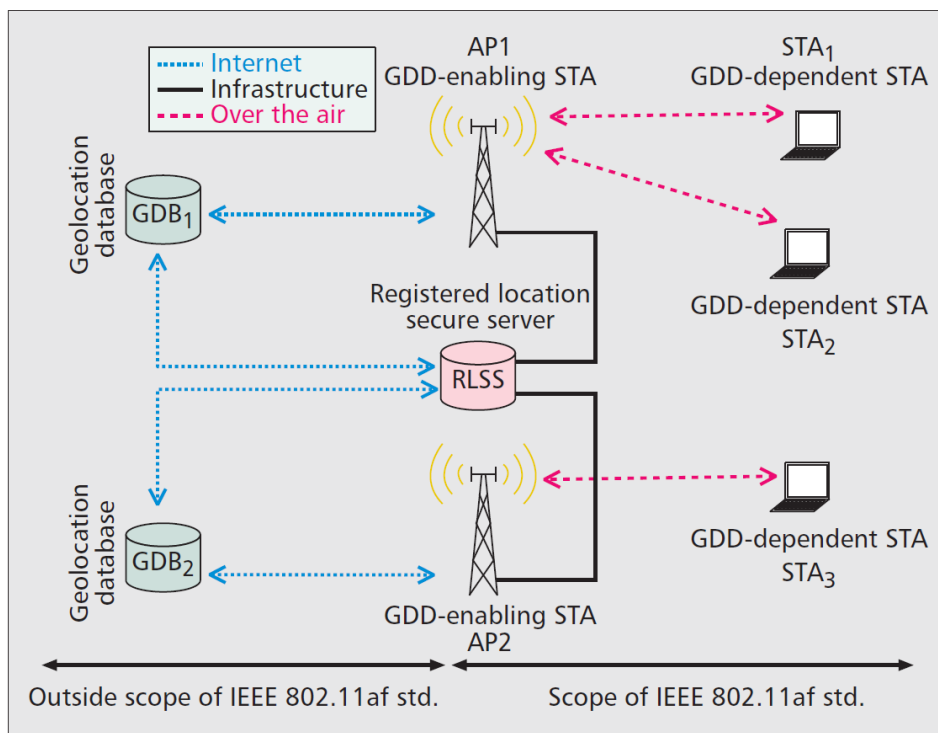 Internet
Infrastructure
Over the air
AP1
GDD-enabling STA
STA₁
GDD-dependent STA
Geolocation
database
GDB₁
GDD-dependent STA
STA₂
Registered location
secure server
RLSS
Geolocation
database
GDB₂
GDD-dependent STA
STA₃
GDD-enabling STA
AP2
Outside scope of IEEE 802.11af std.
Scope of IEEE 802.11af std.